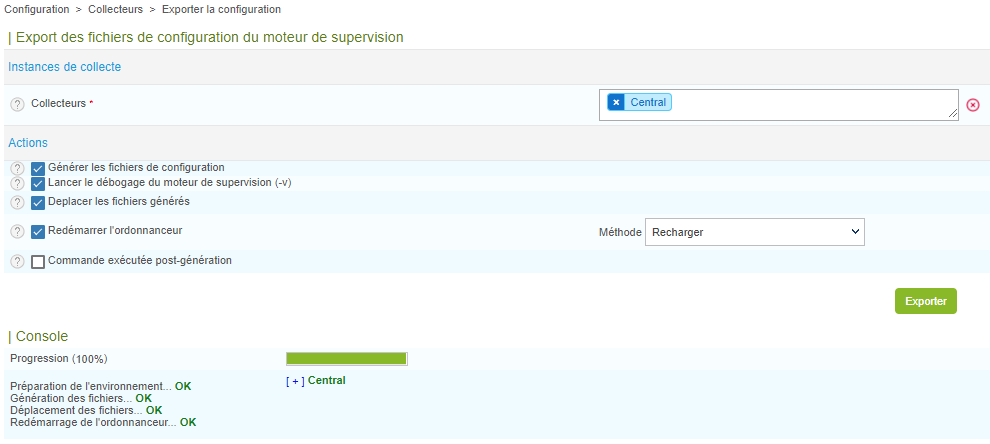 Configuration > Collecteurs > Exporter la configuration
| Export des fichiers de configuration du moteur de supervision
Instances de collecte
? Collecteurs * × Central
Actions
? Générer les fichiers de configuration
? Lancer le débogage du moteur de supervision (-v)
? Deplacer les fichiers générés
? Redémarrer l'ordonnanceur Méthode Recharger
? Commande exécutée post-génération
Exporter
| Console
Progression (100%)
[ + ] Central
Préparation de l'environnement... OK
Génération des fichiers... OK
Déplacement des fichiers... OK
Redémarrage de l'ordonnanceur... OK